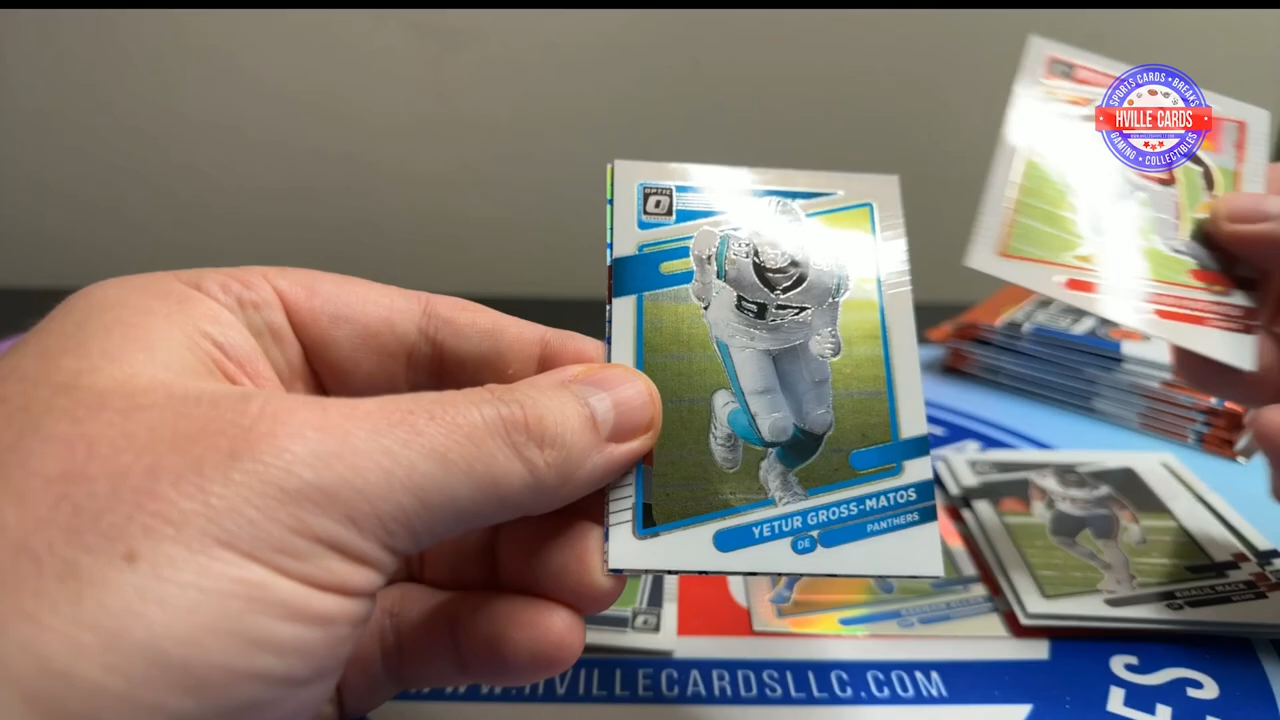 SPORTS CARDS • BREAKS
HVILLE CARDS
GAMING • COLLECTIBLES
OPTIC
97
YETUR GROSS-MATOS
PANTHERS
DE
KHALIL MACK
WWW.HVILLECARDSLLC.COM
ES